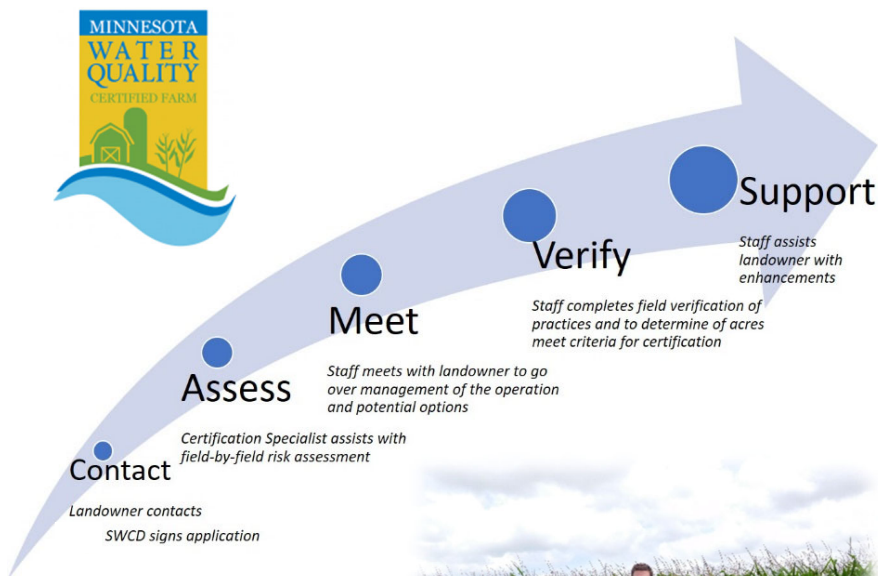 MINNESOTA
WATER
QUALITY
CERTIFIED FARM
Support
Staff assists
landowner with
enhancements
Verify
Staff completes field verification of
practices and to determine of acres
meet criteria for certification
Meet
Staff meets with landowner to go
over management of the operation
and potential options
Assess
Certification Specialist assists with
field-by-field risk assessment
Contact
Landowner contacts
SWCD signs application